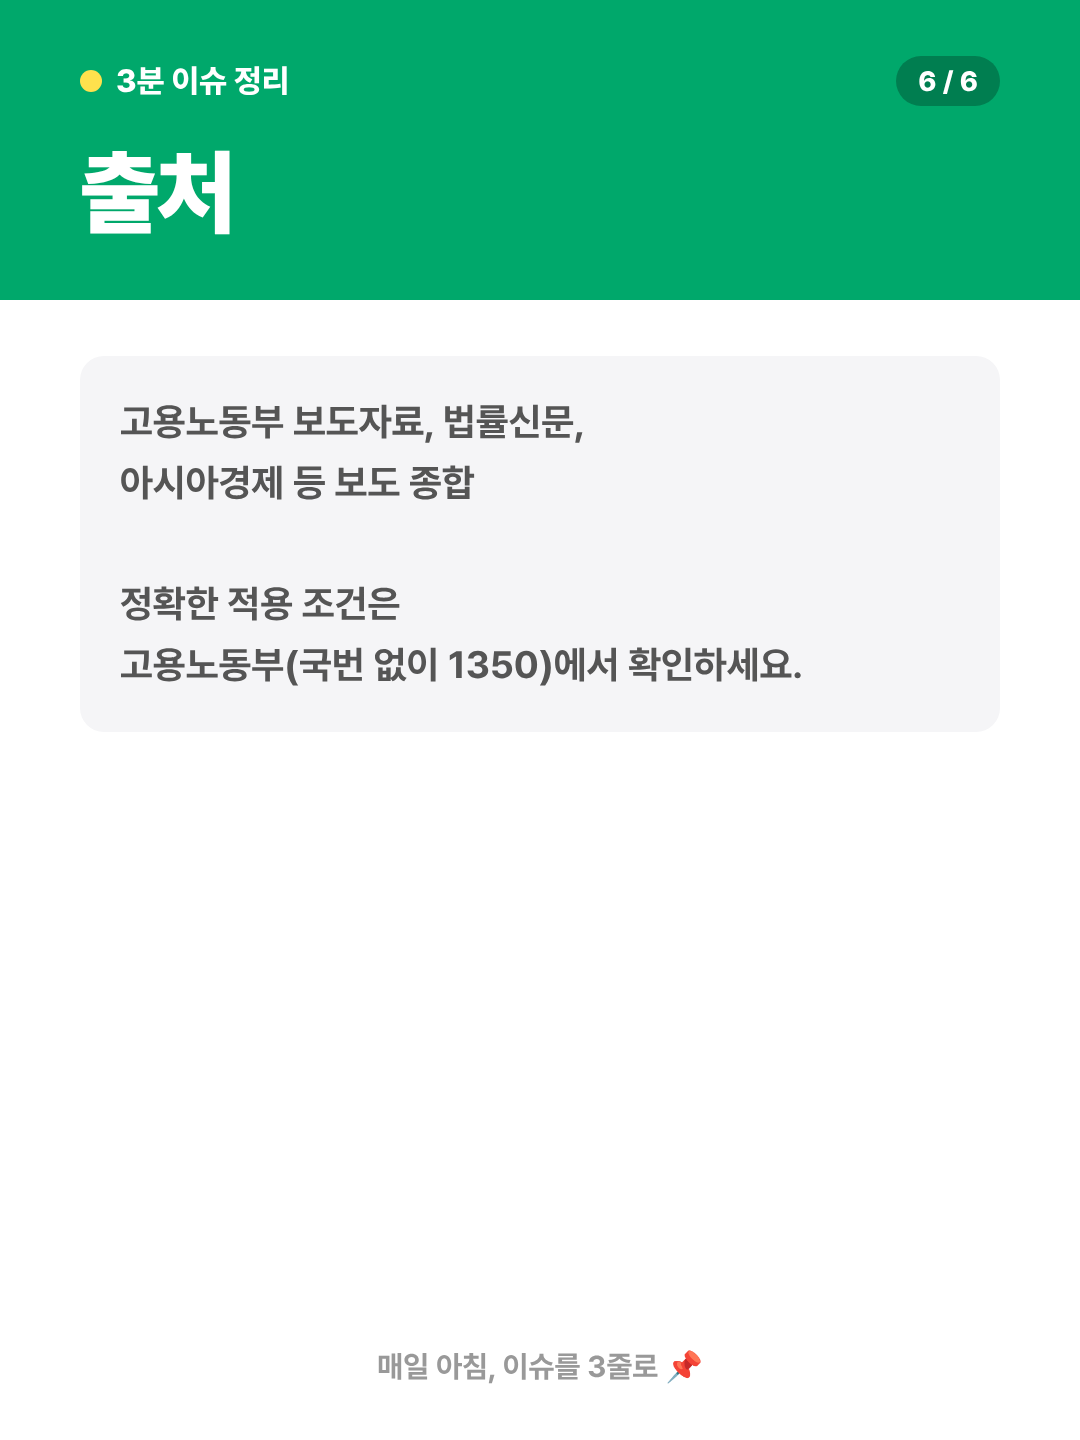 3분 이슈 정리
6 / 6
출처
고용노동부 보도자료, 법률신문,
아시아경제 등 보도 종합
정확한 적용 조건은
고용노동부(국번 없이 1350)에서 확인하세요.
매일 아침, 이슈를 3줄로 📌